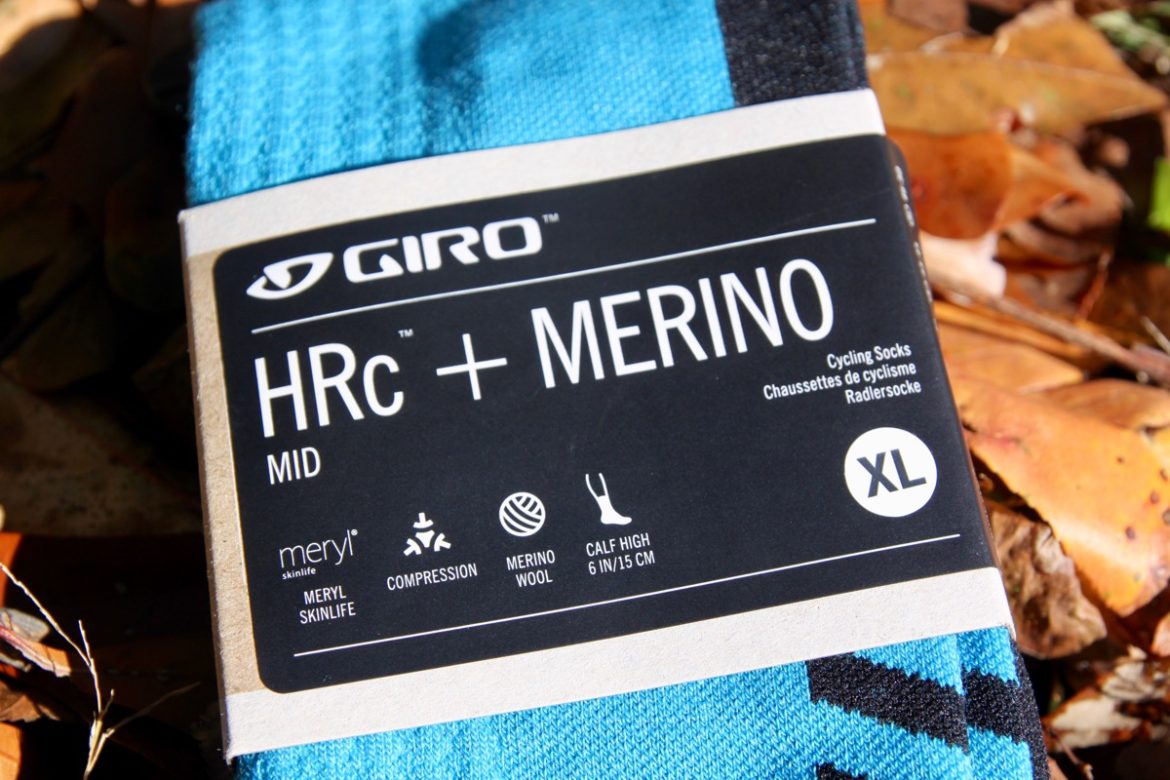 GIRO™
HRc™ + MERINO
MID
Cycling Socks
Chaussettes de cyclisme
Radlersocke
XL
meryl®
skinlife
MERYL
SKINLIFE
COMPRESSION
MERINO
WOOL
CALF HIGH
6 IN/15 CM